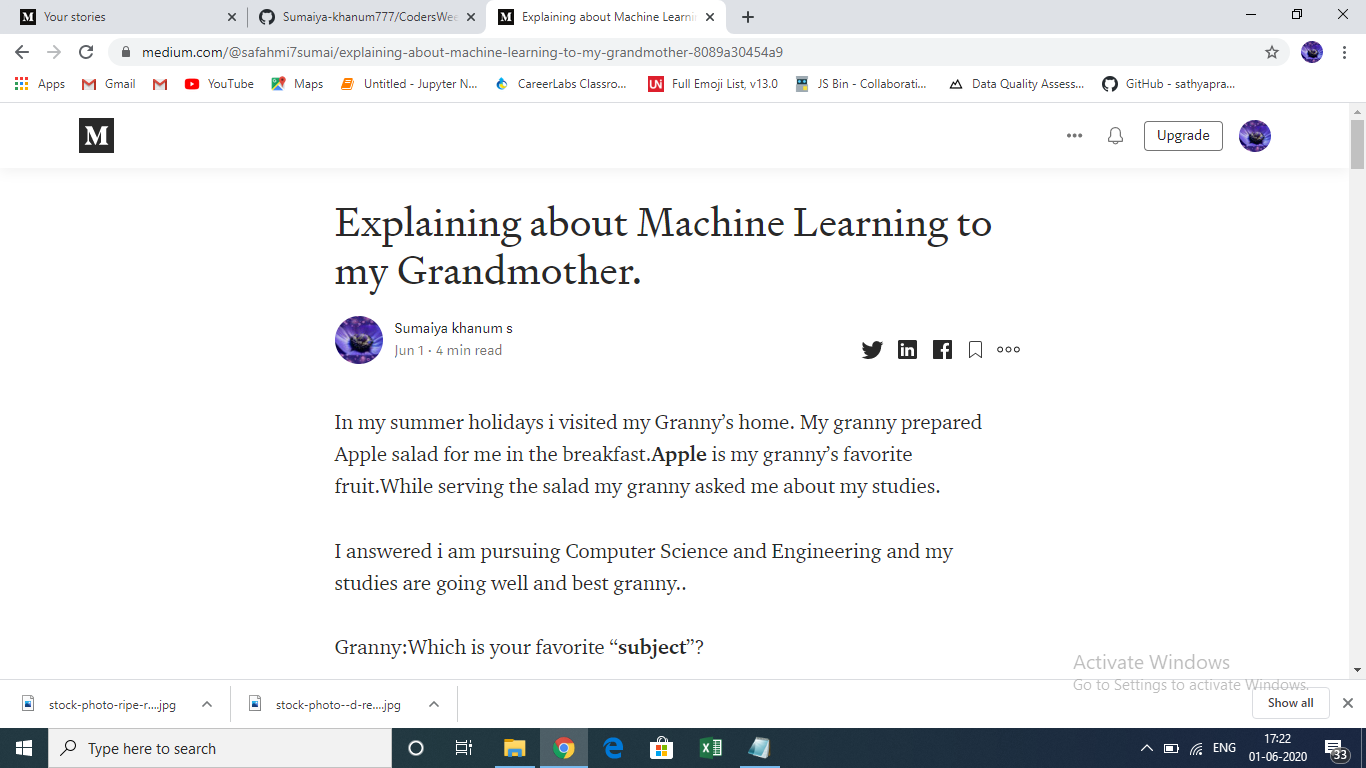 Your stories
Sumaiya-khanum777/CodersWee
Explaining about Machine Learni
medium.com/@safahmi7sumai/explaining-about-machine-learning-to-my-grandmother-8089a30454a9
Apps Gmail YouTube Maps Untitled - Jupyter N... CareerLabs Classro... UN Full Emoji List, v13.0 JS Bin - Collaborati... Data Quality Assess... GitHub - sathyapra...
M
Upgrade
Explaining about Machine Learning to
my Grandmother.
Sumaiya khanum s
Jun 1 · 4 min read
In my summer holidays i visited my Granny’s home. My granny prepared
Apple salad for me in the breakfast.Apple is my granny’s favorite
fruit.While serving the salad my granny asked me about my studies.
I answered i am pursuing Computer Science and Engineering and my
studies are going well and best granny..
Granny:Which is your favorite “subject”?
Activate Windows
Go to Settings to activate Windows.
stock-photo-ripe-r....jpg
stock-photo--d-re....jpg
Show all
Type here to search
ENG
17:22
01-06-2020
33